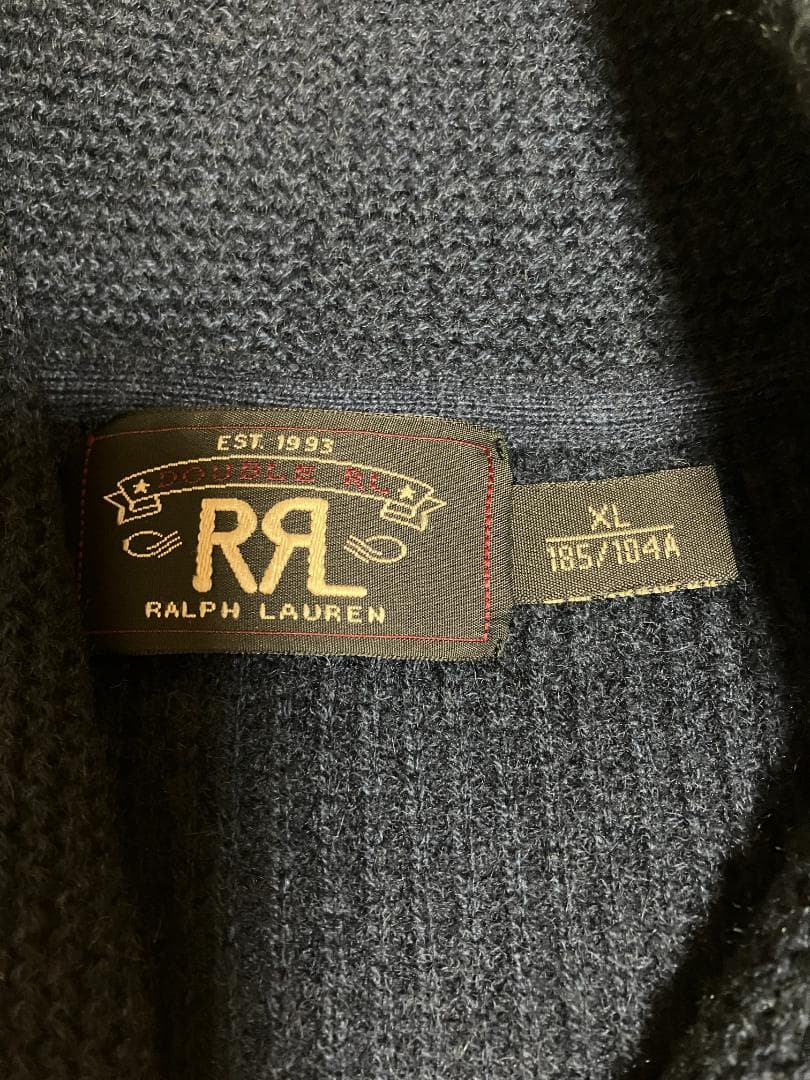 EST. 1993
DOUBLE RL
RRL
RALPH LAUREN
XL
185/104A